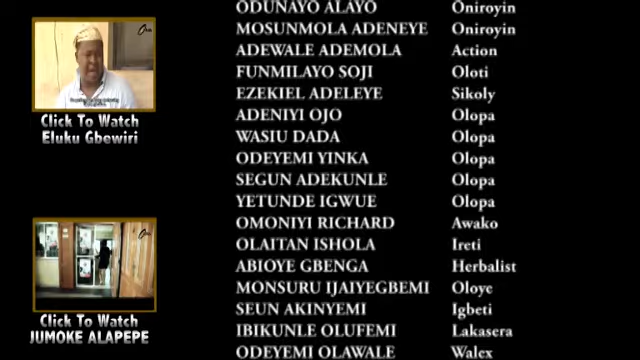 Click To Watch
Eluku Gbewiri
Click To Watch
JUMOKE ALAPEPE
ODUNAYO ALAYO Oniroyin
MOSUNMOLA ADENEYE Oniroyin
ADEWALE ADEMOLA Action
FUNMILAYO SOJI Oloti
EZEKIEL ADELEYE Sikoly
ADENIYI OJO Olopa
WASIU DADA Olopa
ODEYEMI YINKA Olopa
SEGUN ADEKUNLE Olopa
YETUNDE IGWUE Olopa
OMONIYI RICHARD Awako
OLAITAN ISHOLA Ireti
ABIOYE GBENGA Herbalist
MONSURU IJAIYEGBEMI Oloye
SEUN AKINYEMI Igbeti
IBIKUNLE OLUFEMI Lakasera
ODEYEMI OLAWALE Walex